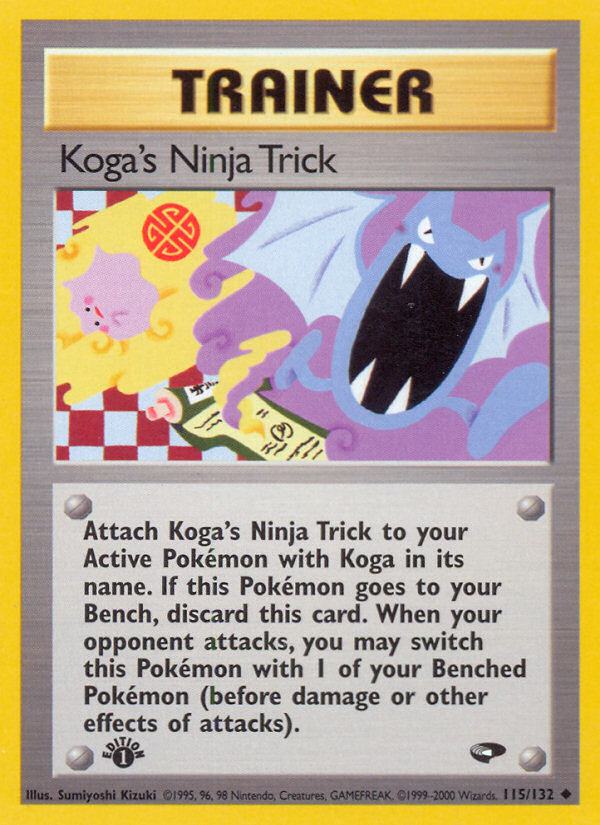 TRAINER
Koga's Ninja Trick
Attach Koga's Ninja Trick to your
Active Pokémon with Koga in its
name. If this Pokémon goes to your
Bench, discard this card. When your
opponent attacks, you may switch
this Pokémon with 1 of your Benched
Pokémon (before damage or other
effects of attacks).
EDITION
1
Illus. Sumiyoshi Kizuki ©1995, 96, 98 Nintendo, Creatures, GAMEFREAK. ©1999-2000 Wizards. 115/132 ◆